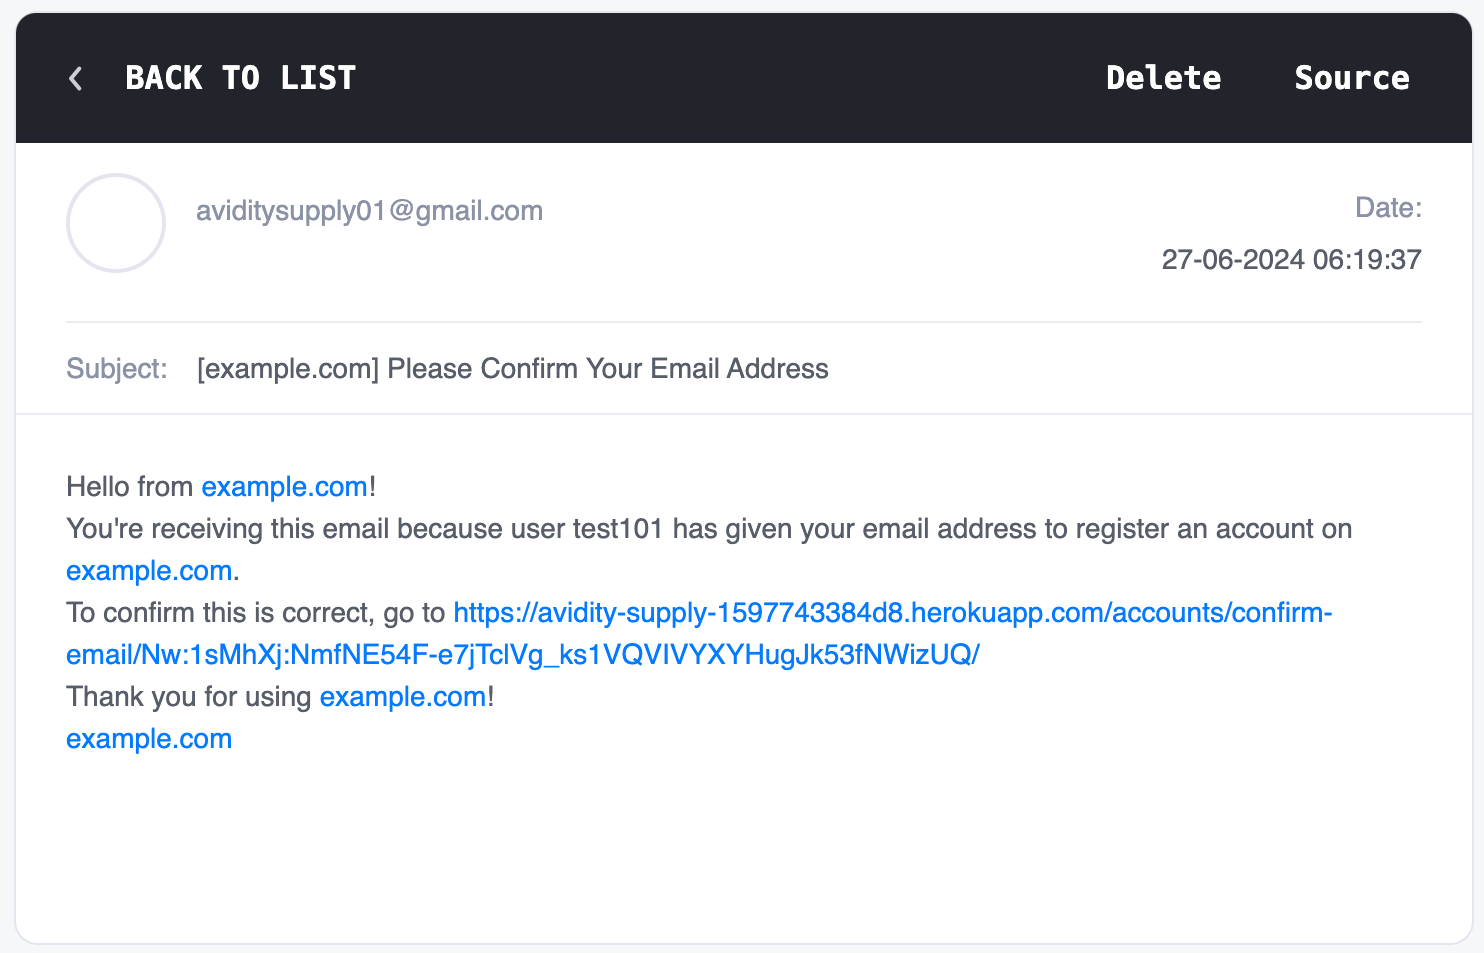 BACK TO LIST
Delete
Source
aviditysupply01@gmail.com
Date:
27-06-2024 06:19:37
Subject: [example.com] Please Confirm Your Email Address
Hello from example.com!
You're receiving this email because user test101 has given your email address to register an account on
example.com.
To confirm this is correct, go to https://avidity-supply-1597743384d8.herokuapp.com/accounts/confirm-
email/Nw:1sMhXj:NmfNE54F-e7jTclVg_ks1VQVIVYXYHugJk53fNWizUQ/
Thank you for using example.com!
example.com